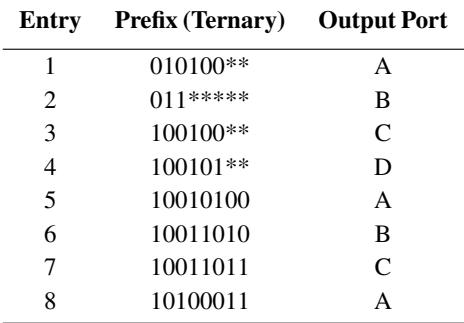 Entry Prefix (Ternary) Output Port
1 010100** A
2 011***** B
3 100100** C
4 100101** D
5 10010100 A
6 10011010 B
7 10011011 C
8 10100011 A